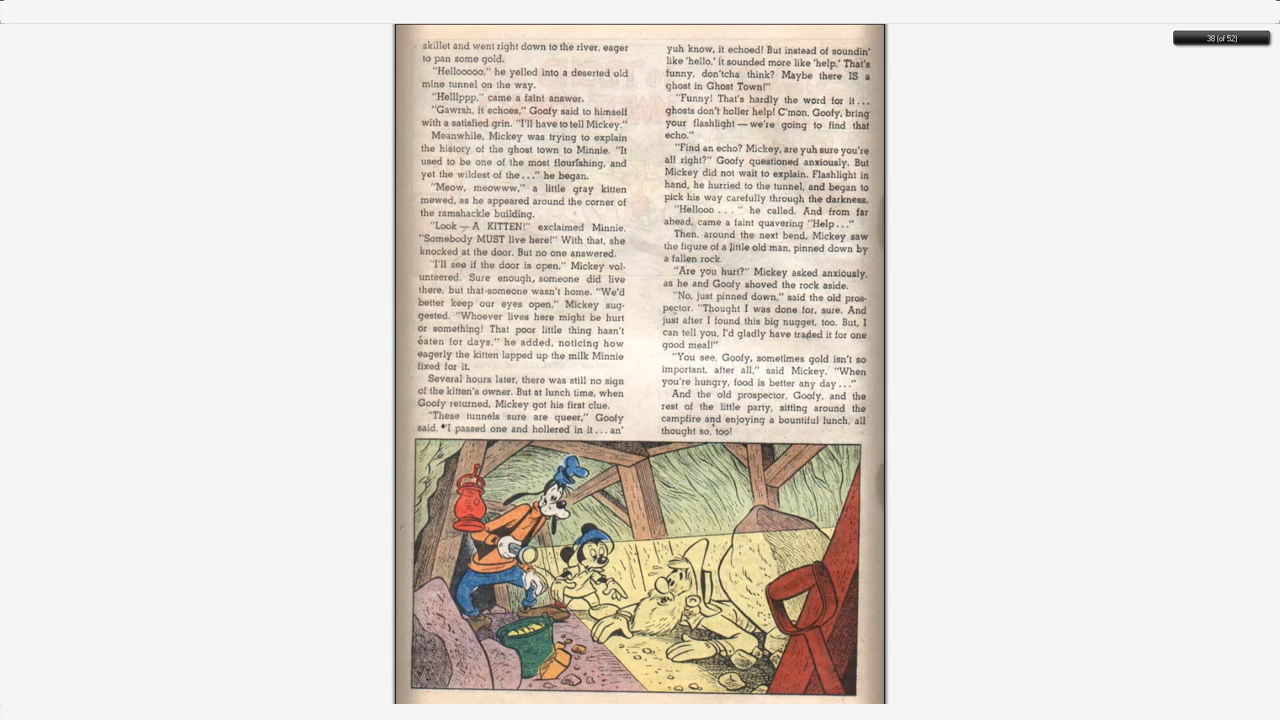 38 (of 52)
skillet and went right down to the river, eager
to pan some gold.
"Hellooooo," he yelled into a deserted old
mine tunnel on the way.
"Helllppp," came a faint answer.
"Gawrsh, it echoes," Goofy said to himself
with a satisfied grin. "I'll have to tell Mickey."
Meanwhile, Mickey was trying to explain
the history of the ghost town to Minnie. "It
used to be one of the most flourishing, and
yet the wildest of the..." he began.
"Meow, meowww," a little gray kitten
mewed, as he appeared around the corner of
the ramshackle building.
"Look — A KITTEN!" exclaimed Minnie.
"Somebody MUST live here!" With that, she
knocked at the door. But no one answered.
"I'll see if the door is open," Mickey vol-
unteered. Sure enough, someone did live
there, but that someone wasn't home. "We'd
better keep our eyes open," Mickey sug-
gested. "Whoever lives here might be hurt
or something! That poor little thing hasn't
eaten for days," he added, noticing how
eagerly the kitten lapped up the milk Minnie
fixed for it.
Several hours later, there was still no sign
of the kitten's owner. But at lunch time, when
Goofy returned, Mickey got his first clue.
"These tunnels sure are queer," Goofy
said. "I passed one and hollered in it... an'
yuh know, it echoed! But instead of soundin'
like 'hello,' it sounded more like 'help.' That's
funny, don'tcha think? Maybe there IS a
ghost in Ghost Town!"
"Funny! That's hardly the word for it...
ghosts don't holler help! C'mon, Goofy, bring
your flashlight — we're going to find that
echo."
"Find an echo? Mickey, are yuh sure you're
all right?" Goofy questioned anxiously. But
Mickey did not wait to explain. Flashlight in
hand, he hurried to the tunnel, and began to
pick his way carefully through the darkness.
"Hellooo . . . " he called. And from far
ahead, came a faint quavering "Help..."
Then, around the next bend, Mickey saw
the figure of a little old man, pinned down by
a fallen rock.
"Are you hurt?" Mickey asked anxiously,
as he and Goofy shoved the rock aside.
"No, just pinned down," said the old pros-
pector. "Thought I was done for, sure. And
just after I found this big nugget, too. But, I
can tell you, I'd gladly have traded it for one
good meal!"
"You see, Goofy, sometimes gold isn't so
important, after all," said Mickey. "When
you're hungry, food is better any day..."
And the old prospector, Goofy, and the
rest of the little party, sitting around the
campfire and enjoying a bountiful lunch, all
thought so, too!